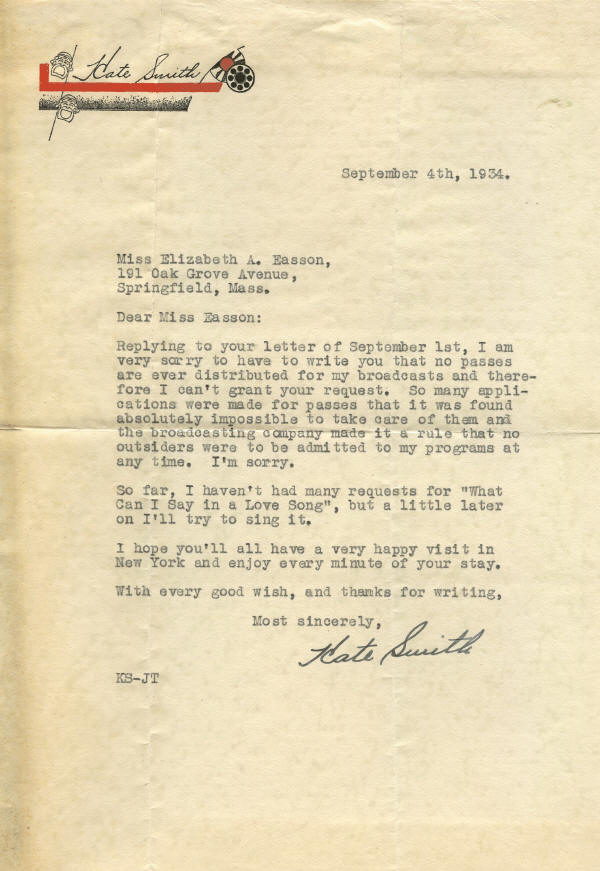 Kate Smith
September 4th, 1934.
Miss Elizabeth A. Easson,
191 Oak Grove Avenue,
Springfield, Mass.
Dear Miss Easson:
Replying to your letter of September 1st, I am
very sorry to have to write you that no passes
are ever distributed for my broadcasts and there-
fore I can't grant your request.  So many appli-
cations were made for passes that it was found
absolutely impossible to take care of them and
the broadcasting company made it a rule that no
outsiders were to be admitted to my programs at
any time.  I'm sorry.
So far, I haven't had many requests for "What
Can I Say in a Love Song", but a little later
on I'll try to sing it.
I hope you'll all have a very happy visit in
New York and enjoy every minute of your stay.
With every good wish, and thanks for writing,
Most sincerely,
Kate Smith
KS-JT